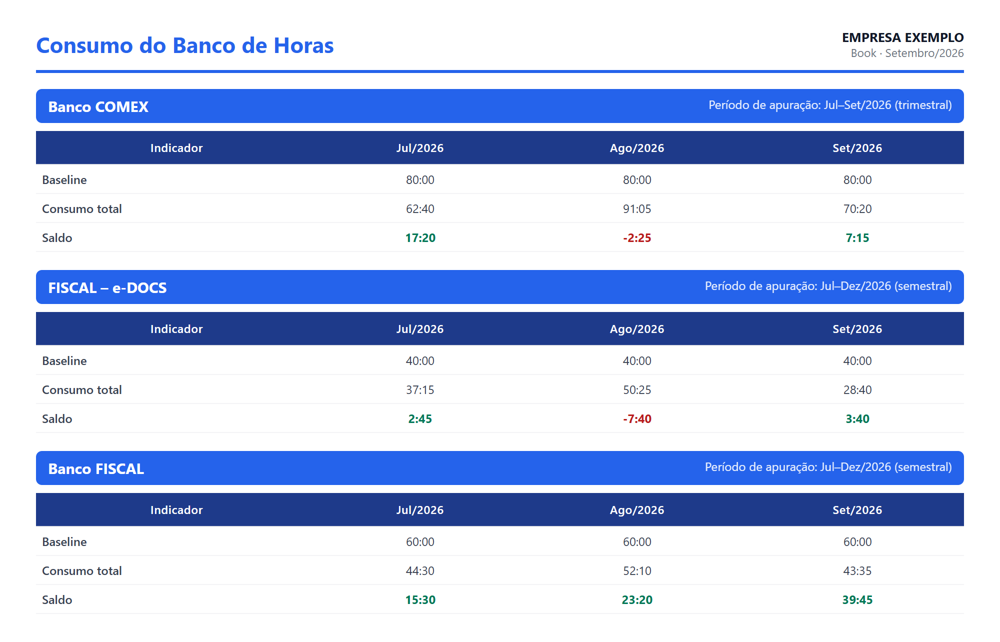 Consumo do Banco de Horas
EMPRESA EXEMPLO
Book · Setembro/2026
Banco COMEX
Período de apuração: Jul–Set/2026 (trimestral)
Indicador Jul/2026 Ago/2026 Set/2026
Baseline 80:00 80:00 80:00
Consumo total 62:40 91:05 70:20
Saldo 17:20 -2:25 7:15
FISCAL – e-DOCS
Período de apuração: Jul–Dez/2026 (semestral)
Indicador Jul/2026 Ago/2026 Set/2026
Baseline 40:00 40:00 40:00
Consumo total 37:15 50:25 28:40
Saldo 2:45 -7:40 3:40
Banco FISCAL
Período de apuração: Jul–Dez/2026 (semestral)
Indicador Jul/2026 Ago/2026 Set/2026
Baseline 60:00 60:00 60:00
Consumo total 44:30 52:10 43:35
Saldo 15:30 23:20 39:45